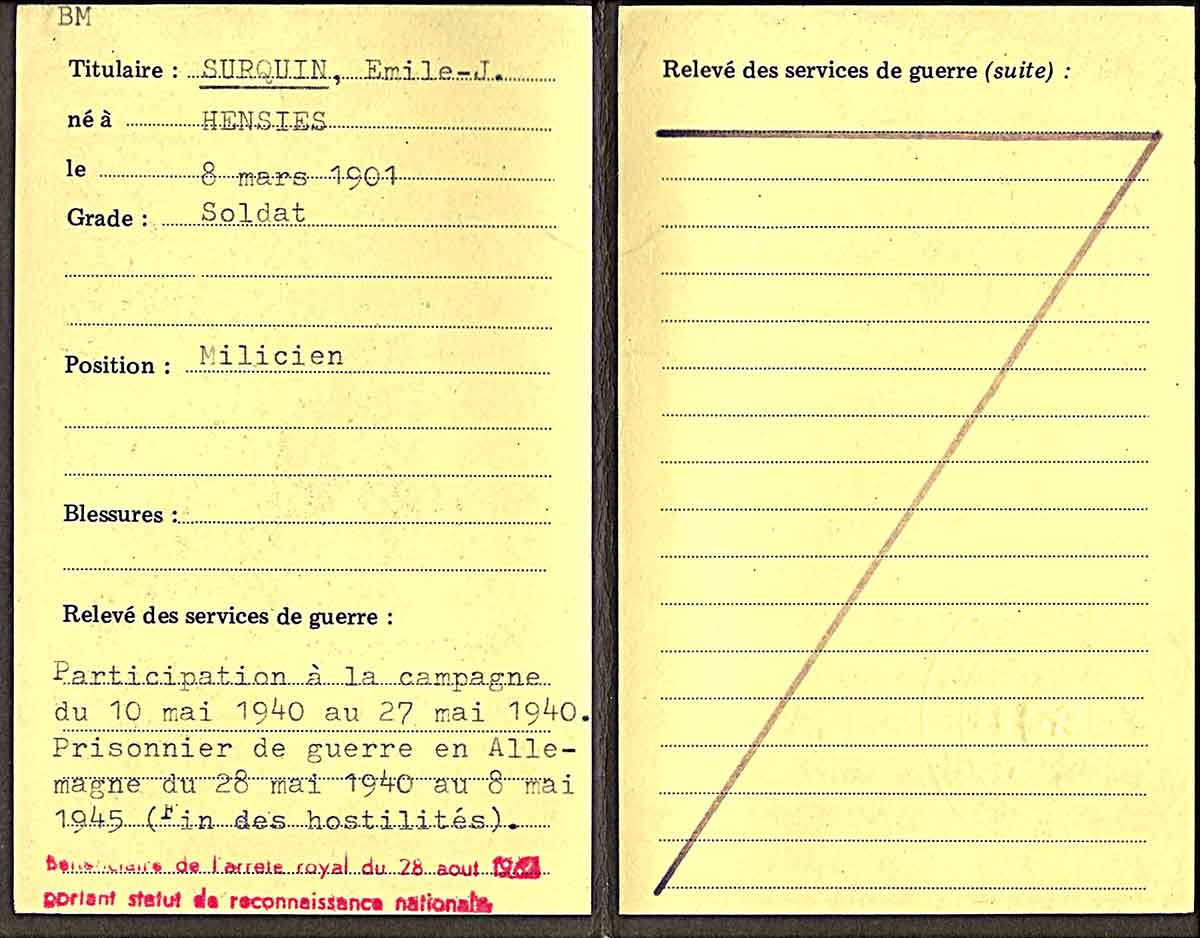 BM
Titulaire : SURQUIN, Emile-J.
né à HENSIES
le 8 mars 1901
Grade : Soldat
Position : Milicien
Blessures :
Relevé des services de guerre :
Participation à la campagne
du 10 mai 1940 au 27 mai 1940.
Prisonnier de guerre en Alle-
magne du 28 mai 1940 au 8 mai
1945 (Fin des hostilités).
de l'arrete royal du 28 aout
portant statut de reconnaissance nationale
Relevé des services de guerre (suite) :